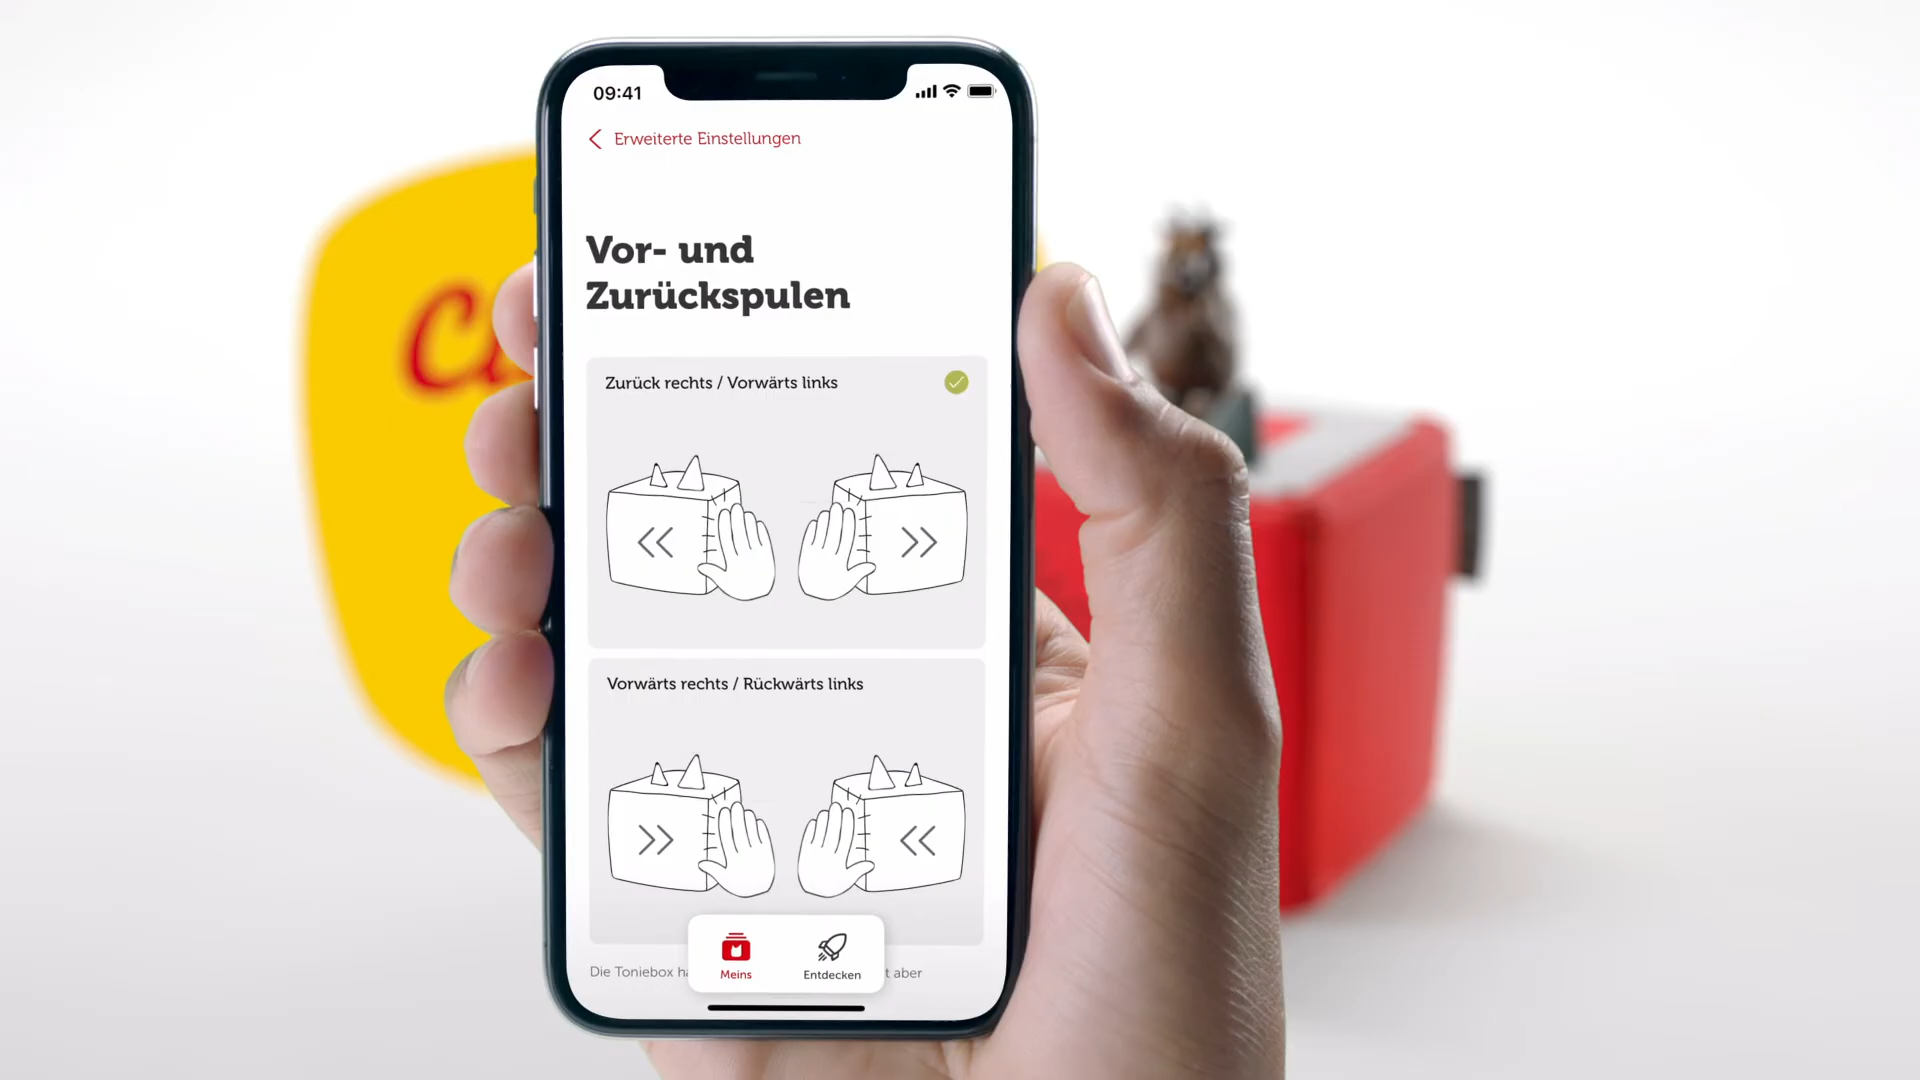 09:41
Erweiterte Einstellungen
Vor- und
Zurückspulen
Zurück rechts / Vorwärts links
Vorwärts rechts / Rückwärts links
Die Toniebox
aber
Meins
Entdecken